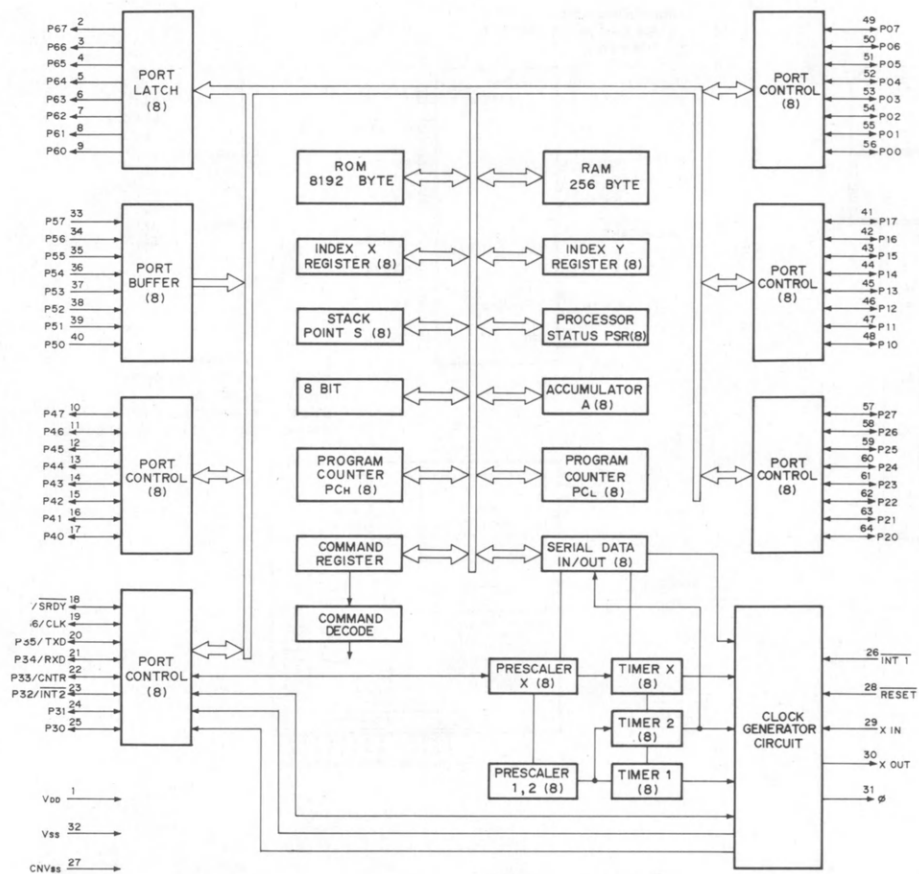 2
P67
3
P66
4
P65
5
P64
6
P63
7
P62
8
P61
9
P60
PORT
LATCH
(8)
49
P07
50
P06
51
P05
52
P04
53
P03
54
P02
55
P01
56
P00
PORT
CONTROL
(8)
ROM
8192 BYTE
RAM
256 BYTE
33
P57
34
P56
35
P55
36
P54
37
P53
38
P52
39
P51
40
P50
PORT
BUFFER
(8)
INDEX X
REGISTER (8)
INDEX Y
REGISTER (8)
STACK
POINT S (8)
PROCESSOR
STATUS PSR(8)
41
P17
42
P16
43
P15
44
P14
45
P13
46
P12
47
P11
48
P10
PORT
CONTROL
(8)
8 BIT
ACCUMULATOR
A (8)
10
P47
11
P46
12
P45
13
P44
14
P43
15
P42
16
P41
17
P40
PORT
CONTROL
(8)
PROGRAM
COUNTER
PCH (8)
PROGRAM
COUNTER
PCL (8)
57
P27
58
P26
59
P25
60
P24
61
P23
62
P22
63
P21
64
P20
PORT
CONTROL
(8)
COMMAND
REGISTER
SERIAL DATA
IN/OUT (8)
COMMAND
DECODE
18
/SRDY
19
6/CLK
20
P35/TXD
21
P34/RXD
22
P33/CNTR
23
P32/INT2
24
P31
25
P30
PORT
CONTROL
(8)
PRESCALER
X (8)
TIMER X
(8)
TIMER 2
(8)
PRESCALER
1,2 (8)
TIMER 1
(8)
CLOCK
GENERATOR
CIRCUIT
26
INT 1
28
RESET
29
X IN
30
X OUT
31
ø
1
VDD
32
VSS
27
CNVSS